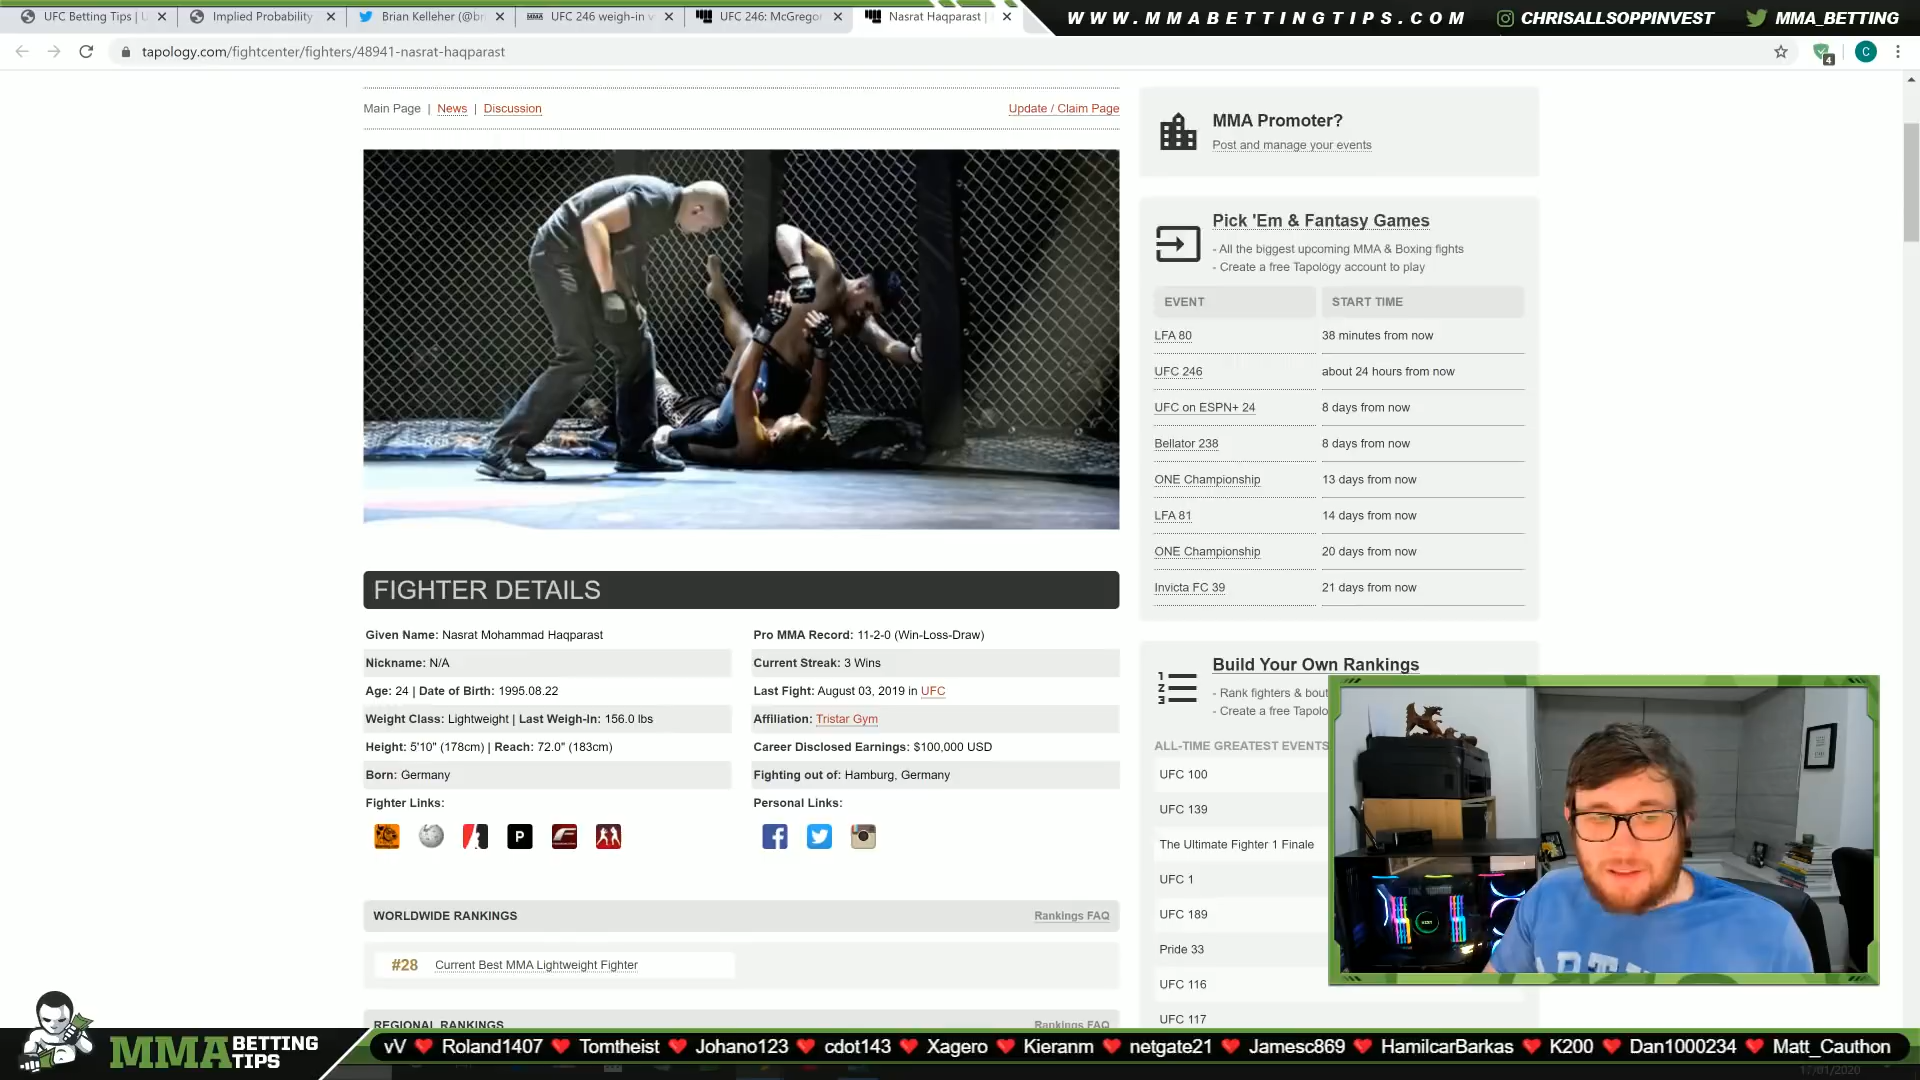 UFC Betting Tips | U
Implied Probability
Brian Kelleher (@bri
UFC 246 weigh-in v
UFC 246: McGregor
Nasrat Haqparast |
WWW.MMABETTINGTIPS.COM
CHRISALLSOPPINVEST
MMA_BETTING
tapology.com/fightcenter/fighters/48941-nasrat-haqparast
4
C
Main Page | News | Discussion
Update / Claim Page
MMA Promoter?
Post and manage your events
Pick 'Em & Fantasy Games
- All the biggest upcoming MMA & Boxing fights
- Create a free Tapology account to play
EVENT START TIME
LFA 80 38 minutes from now
UFC 246 about 24 hours from now
UFC on ESPN+ 24 8 days from now
Bellator 238 8 days from now
ONE Championship 13 days from now
LFA 81 14 days from now
ONE Championship 20 days from now
Invicta FC 39 21 days from now
FIGHTER DETAILS
Given Name: Nasrat Mohammad Haqparast
Pro MMA Record: 11-2-0 (Win-Loss-Draw)
Nickname: N/A
Current Streak: 3 Wins
Age: 24 | Date of Birth: 1995.08.22
Last Fight: August 03, 2019 in UFC
Weight Class: Lightweight | Last Weigh-In: 156.0 lbs
Affiliation: Tristar Gym
Height: 5'10" (178cm) | Reach: 72.0" (183cm)
Career Disclosed Earnings: $100,000 USD
Born: Germany
Fighting out of: Hamburg, Germany
Fighter Links:
Personal Links:
P
WORLDWIDE RANKINGS
Rankings FAQ
#28 Current Best MMA Lightweight Fighter
REGIONAL RANKINGS
Rankings FAQ
1
2
3
Build Your Own Rankings
- Rank fighters & bout
- Create a free Tapolo
ALL-TIME GREATEST EVENTS
UFC 100
UFC 139
The Ultimate Fighter 1 Finale
UFC 1
UFC 189
Pride 33
UFC 116
UFC 117
MMA BETTING TIPS
vV ❤ Roland1407 ❤ Tomtheist ❤ Johano123 ❤ cdot143 ❤ Xagero ❤ Kieranm ❤ netgate21 ❤ Jamesc869 ❤ HamilcarBarkas ❤ K200 ❤ Dan1000234 ❤ Matt_Cauthon
17/01/2020